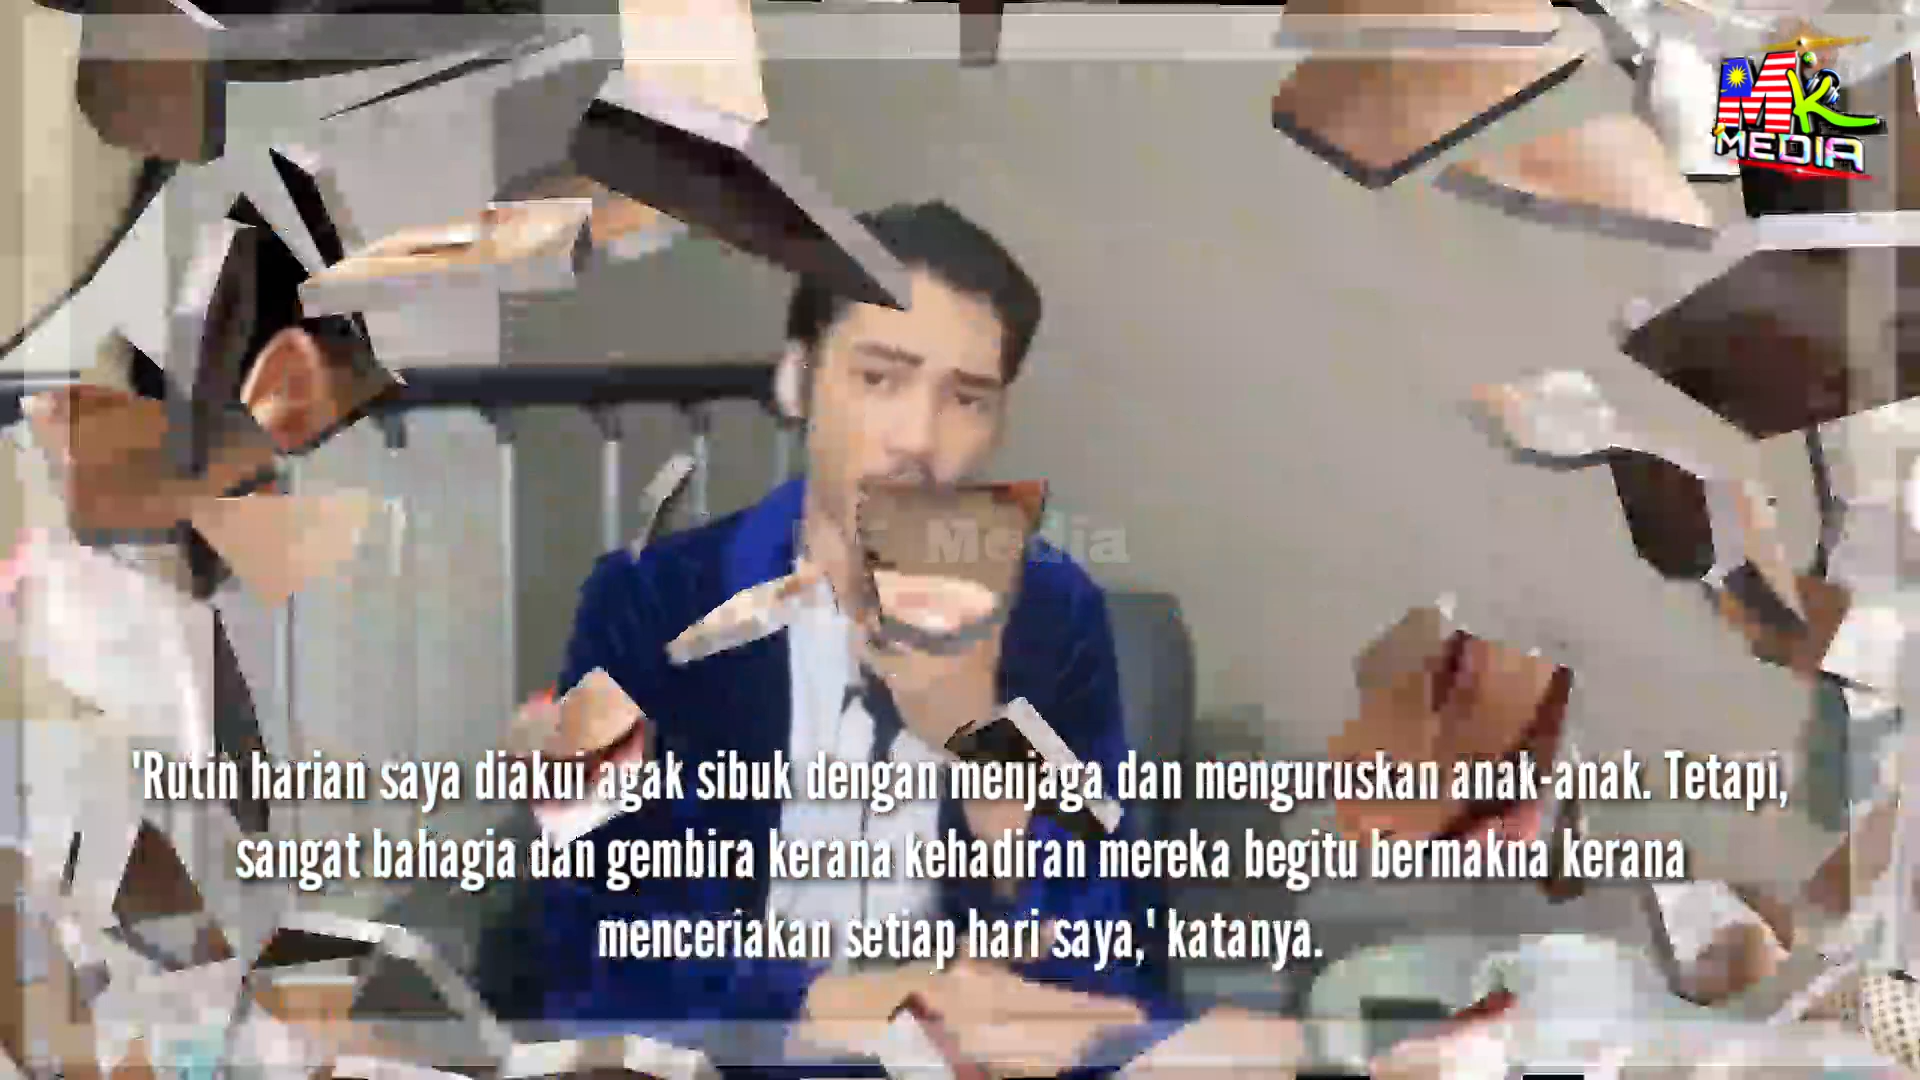 MK
MEDIA
Media
'Rutin harian saya diakui agak sibuk dengan menjaga dan menguruskan anak-anak. Tetapi,
sangat bahagia dan gembira kerana kehadiran mereka begitu bermakna kerana
menceriakan setiap hari saya,' katanya.